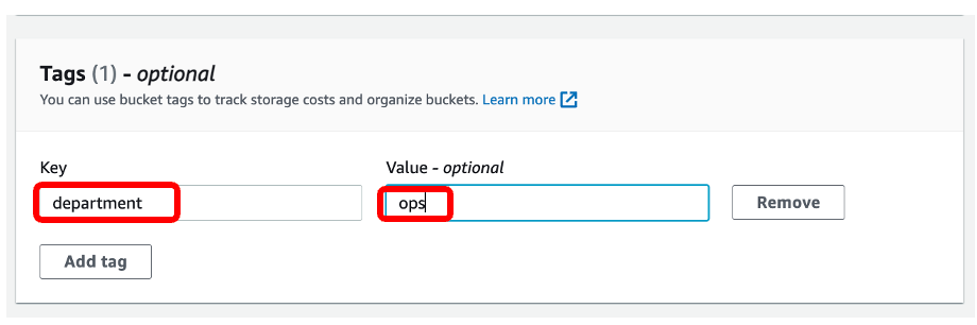 Tags (1) - optional
You can use bucket tags to track storage costs and organize buckets. Learn more
Key Value - optional
department ops Remove
Add tag